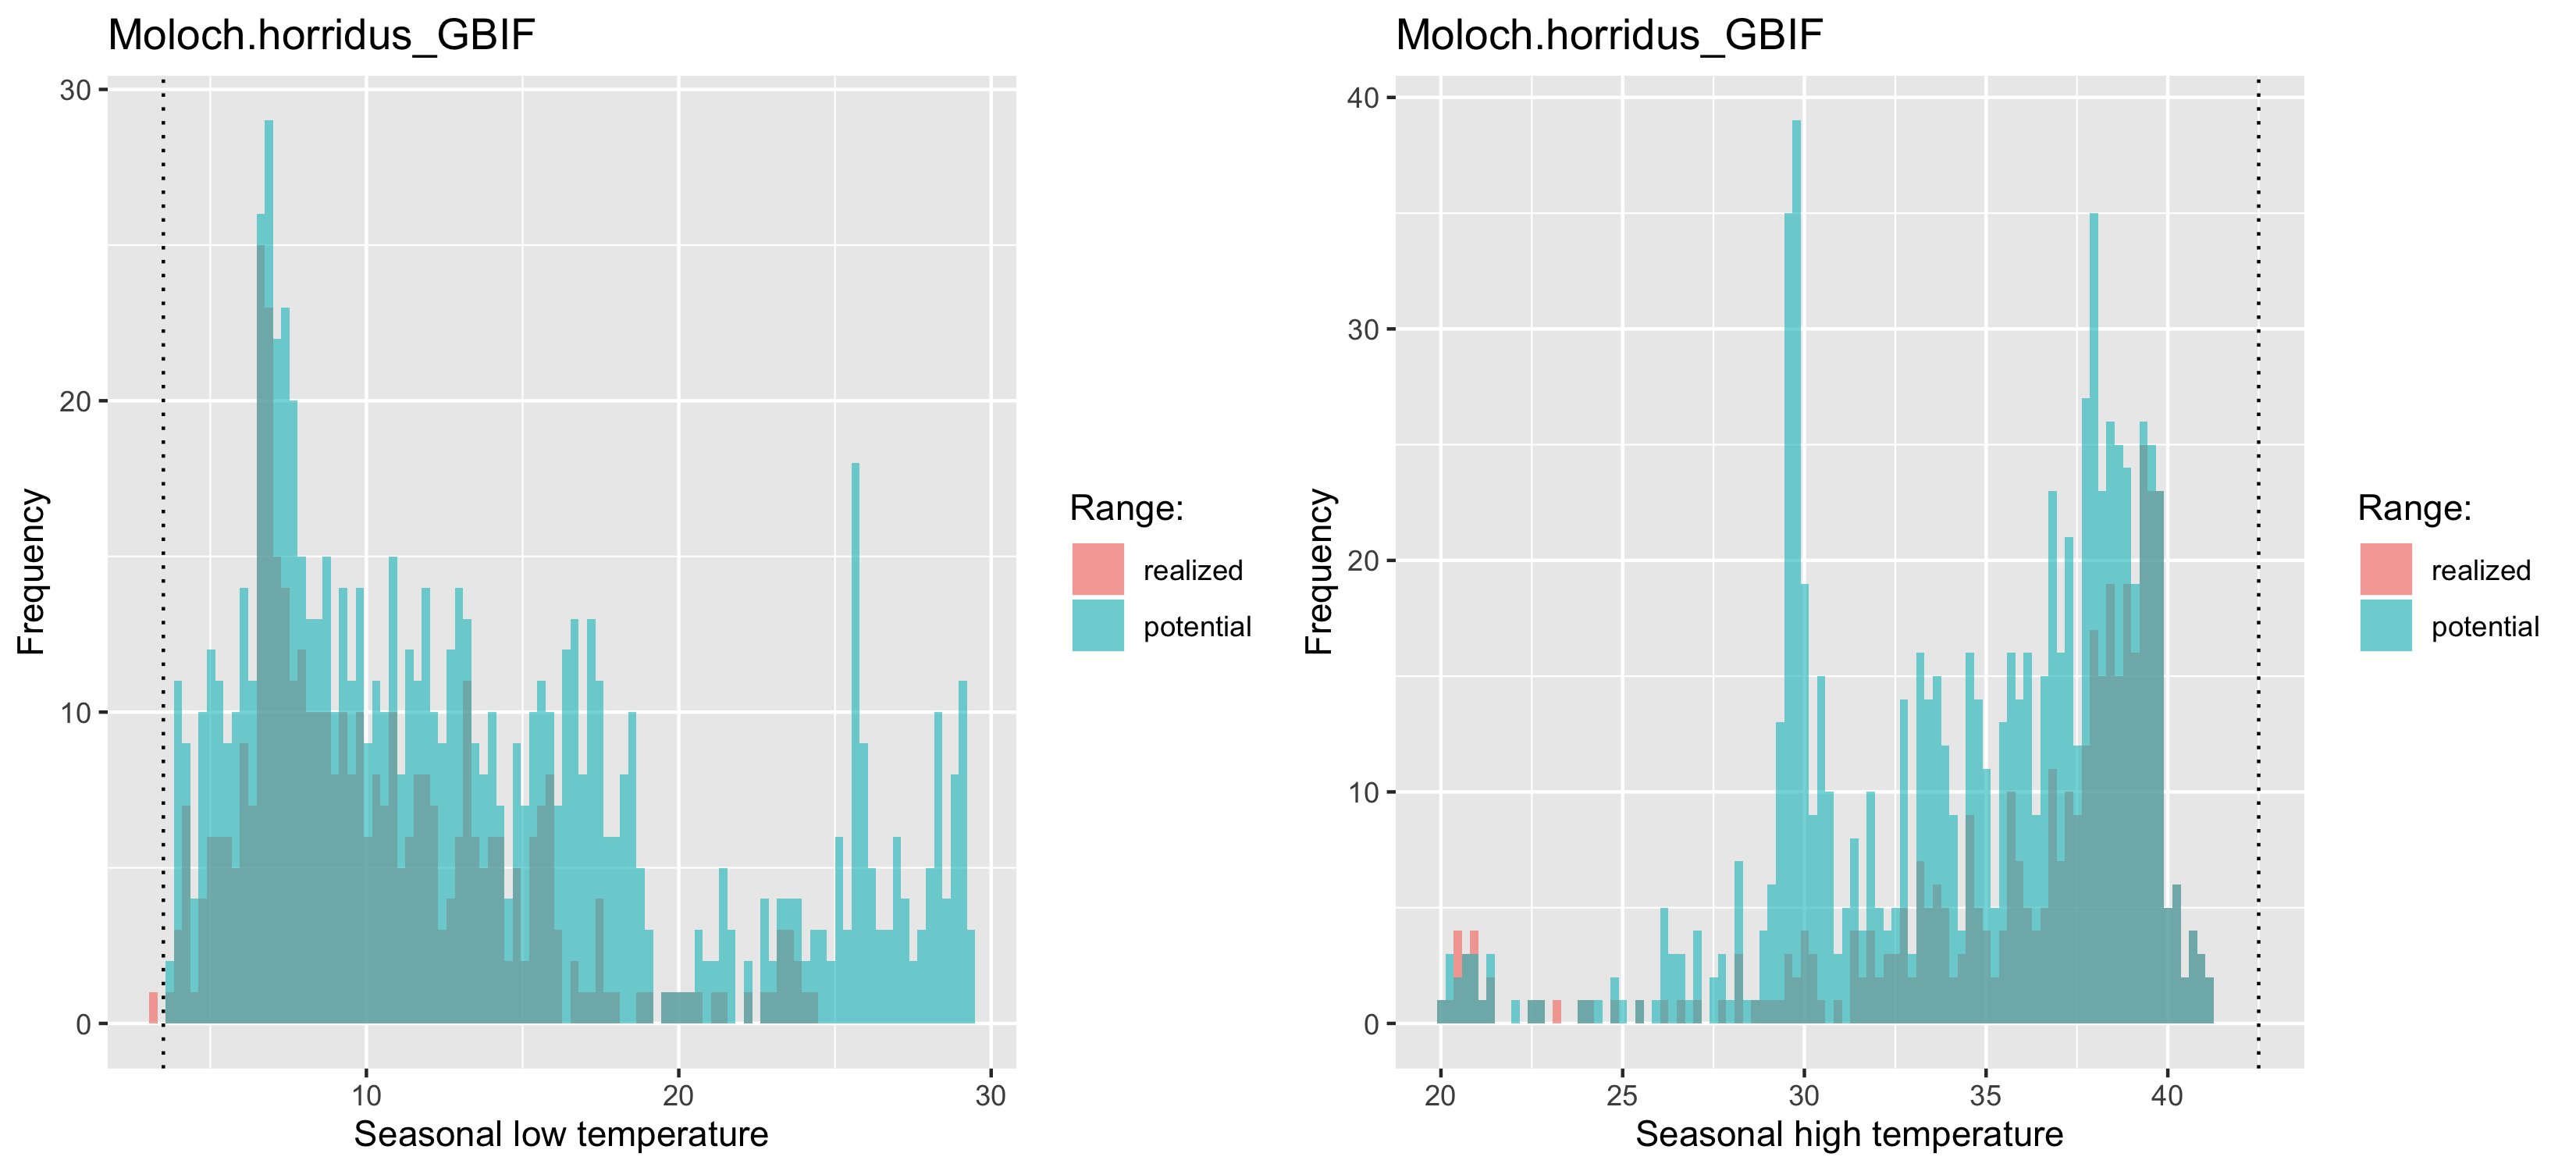 Moloch.horridus_GBIF
30
20
10
0
Frequency
10 20 30
Seasonal low temperature
Range:
realized
potential
Moloch.horridus_GBIF
40
30
20
10
0
Frequency
20 25 30 35 40
Seasonal high temperature
Range:
realized
potential